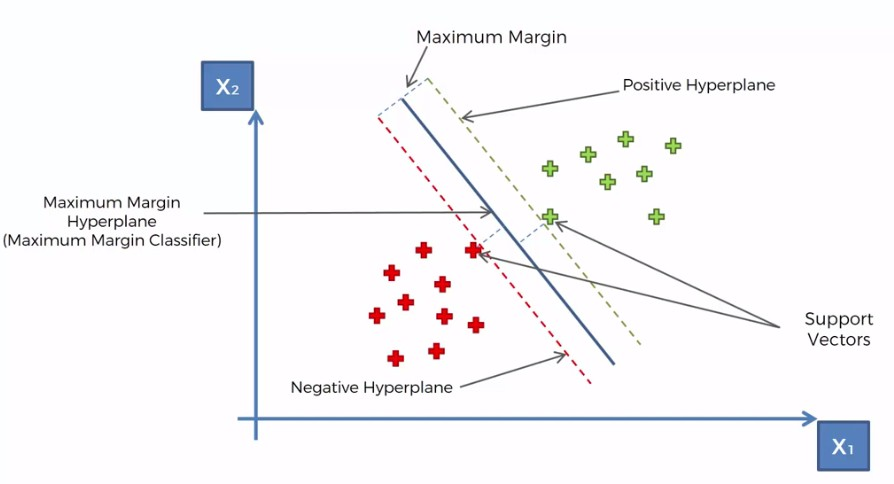 Maximum Margin
X₂
Positive Hyperplane
Maximum Margin
Hyperplane
(Maximum Margin Classifier)
Support
Vectors
Negative Hyperplane
X₁